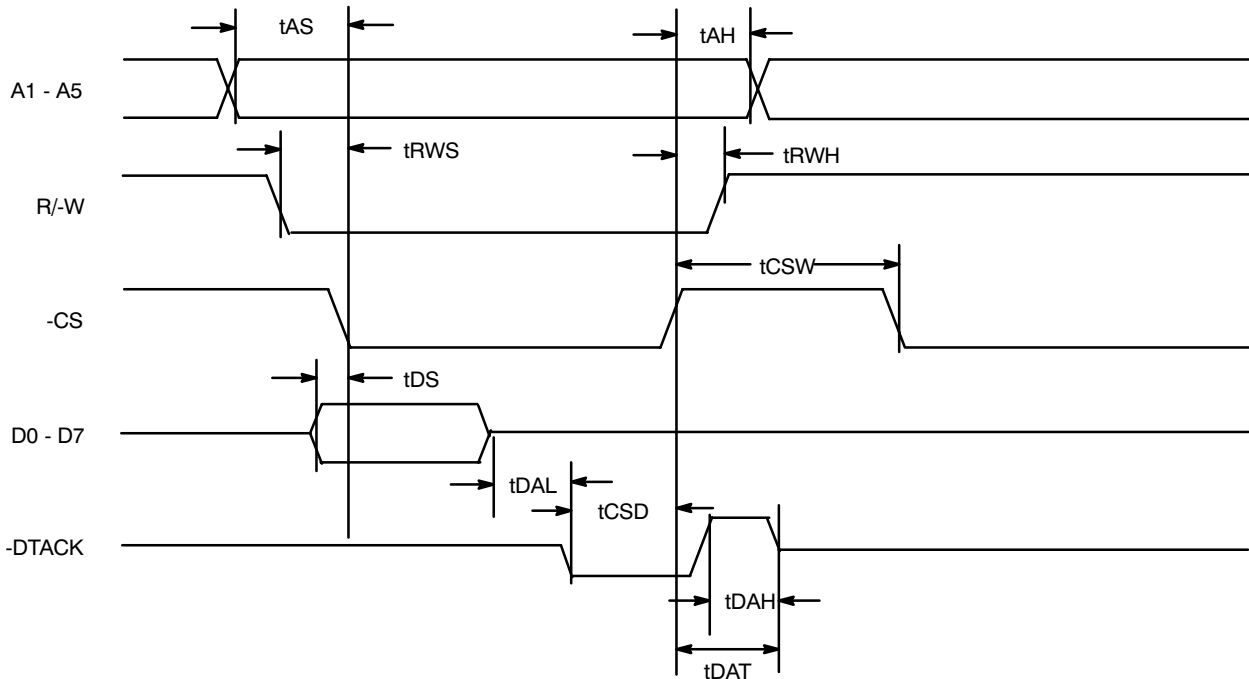 tAS
tAH
A1 - A5
tRWS
tRWH
R/-W
tCSW
-CS
tDS
D0 - D7
tDAL
tCSD
-DTACK
tDAH
tDAT